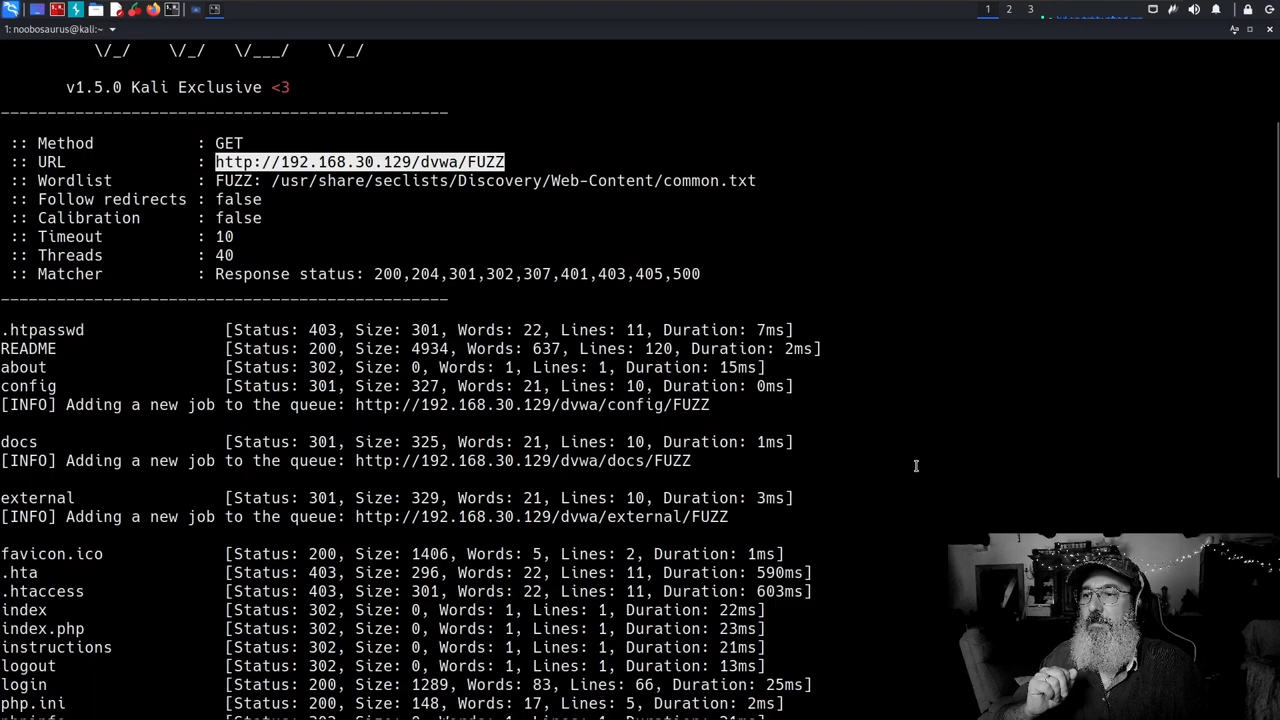 1 2 3
1: noobosaurus@kali:~
\/_/ \/_/ \/___/ \/_/
v1.5.0 Kali Exclusive <3
________________________________________________
:: Method : GET
:: URL : http://192.168.30.129/dvwa/FUZZ
:: Wordlist : FUZZ: /usr/share/seclists/Discovery/Web-Content/common.txt
:: Follow redirects : false
:: Calibration : false
:: Timeout : 10
:: Threads : 40
:: Matcher : Response status: 200,204,301,302,307,401,403,405,500
________________________________________________
.htpasswd [Status: 403, Size: 301, Words: 22, Lines: 11, Duration: 7ms]
README [Status: 200, Size: 4934, Words: 637, Lines: 120, Duration: 2ms]
about [Status: 302, Size: 0, Words: 1, Lines: 1, Duration: 15ms]
config [Status: 301, Size: 327, Words: 21, Lines: 10, Duration: 0ms]
[INFO] Adding a new job to the queue: http://192.168.30.129/dvwa/config/FUZZ
docs [Status: 301, Size: 325, Words: 21, Lines: 10, Duration: 1ms]
[INFO] Adding a new job to the queue: http://192.168.30.129/dvwa/docs/FUZZ
external [Status: 301, Size: 329, Words: 21, Lines: 10, Duration: 3ms]
[INFO] Adding a new job to the queue: http://192.168.30.129/dvwa/external/FUZZ
favicon.ico [Status: 200, Size: 1406, Words: 5, Lines: 2, Duration: 1ms]
.hta [Status: 403, Size: 296, Words: 22, Lines: 11, Duration: 590ms]
.htaccess [Status: 403, Size: 301, Words: 22, Lines: 11, Duration: 603ms]
index [Status: 302, Size: 0, Words: 1, Lines: 1, Duration: 22ms]
index.php [Status: 302, Size: 0, Words: 1, Lines: 1, Duration: 23ms]
instructions [Status: 302, Size: 0, Words: 1, Lines: 1, Duration: 21ms]
logout [Status: 302, Size: 0, Words: 1, Lines: 1, Duration: 13ms]
login [Status: 200, Size: 1289, Words: 83, Lines: 66, Duration: 25ms]
php.ini [Status: 200, Size: 148, Words: 17, Lines: 5, Duration: 2ms]